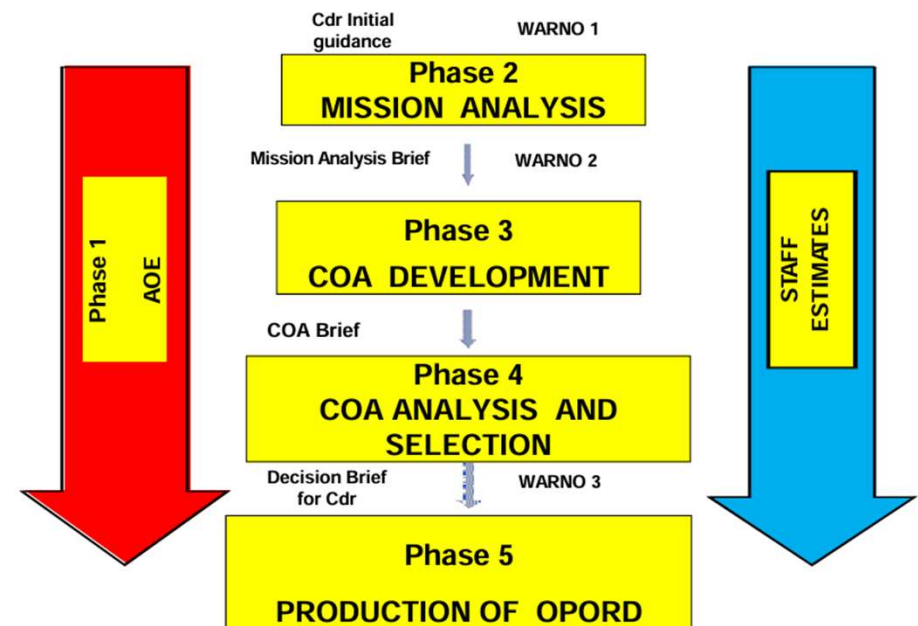 Cdr Initial
guidance
WARNO 1
Phase 2
MISSION ANALYSIS
Mission Analysis Brief
WARNO 2
Phase 1
AOE
STAFF
ESTIMATES
Phase 3
COA DEVELOPMENT
COA Brief
Phase 4
COA ANALYSIS AND
SELECTION
Decision Brief
for Cdr
WARNO 3
Phase 5
PRODUCTION OF OPORD